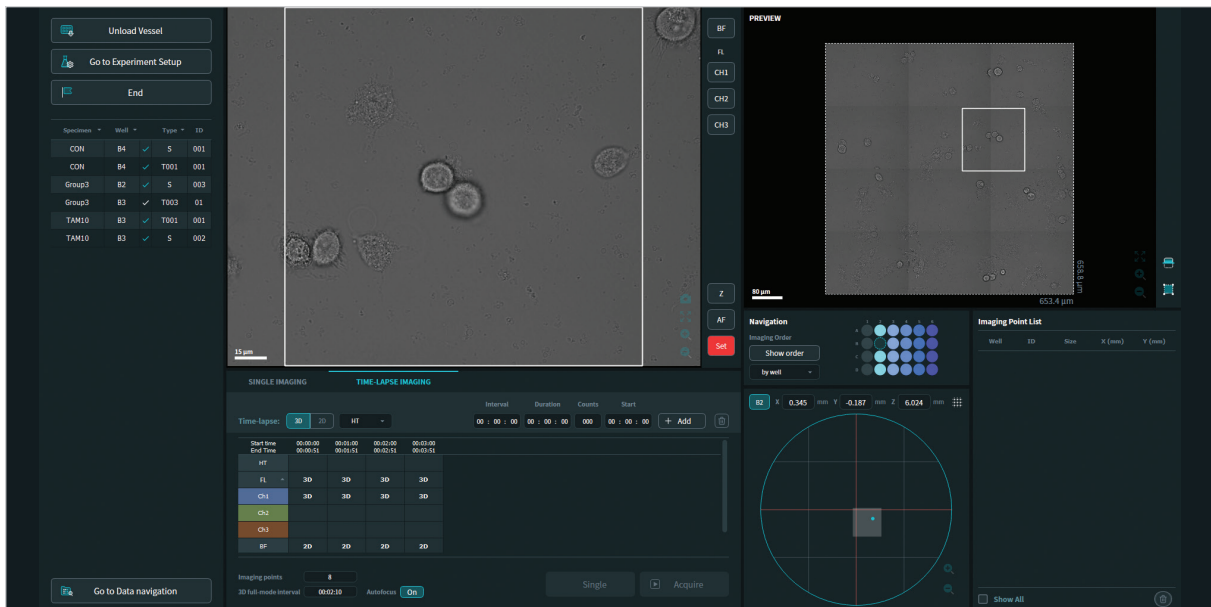 Unload Vessel
Go to Experiment Setup
End
Specimen Well Type ID
CON B4 S 001
CON B4 T001 001
Group3 B2 S 003
Group3 B3 T003 01
TAM10 B3 T001 001
TAM10 B3 S 002
Go to Data navigation
15 µm
BF
FL
CH1
CH2
CH3
Z
AF
Set
PREVIEW
80 µm
658.8 µm
653.4 µm
SINGLE IMAGING TIME-LAPSE IMAGING
Interval Duration Counts Start
Time-lapse: 3D 2D HT 00 : 00 : 00 00 : 00 : 00 000 00 : 00 : 00 + Add
Start time 00:00:00 00:01:00 00:02:00 00:03:00
End Time 00:00:51 00:01:51 00:02:51 00:03:51
HT
FL 3D 3D 3D 3D
Ch1 3D 3D 3D 3D
Ch2
Ch3
BF 2D 2D 2D 2D
Imaging points 8
3D full-mode interval 00:02:10 Autofocus On
Single Acquire
Navigation
Imaging Order
Show order
by well
1 2 3 4 5 6
A
B
C
D
B2 X 0.345 mm Y -0.187 mm Z 6.024 mm
Imaging Point List
Well ID Size X (mm) Y (mm)
Show All